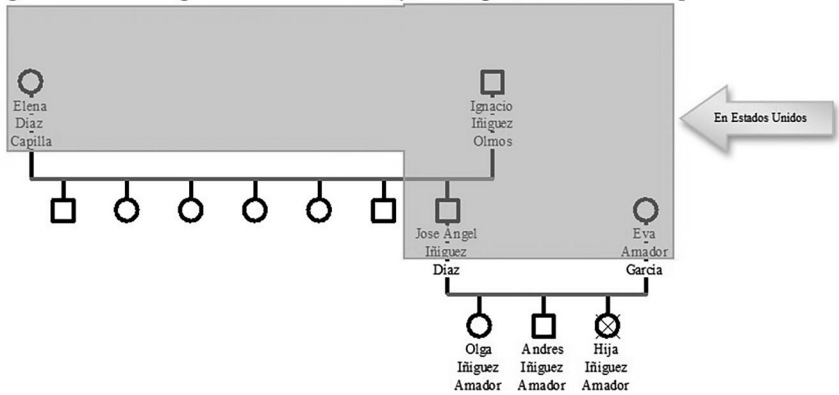 Elena
Diaz
Capilla
Ignacio
Iñiguez
Olmos
En Estados Unidos
Jose Angel
Iñiguez
Diaz
Eva
Amador
Garcia
Olga
Iñiguez
Amador
Andres
Iñiguez
Amador
Hija
Iñiguez
Amador